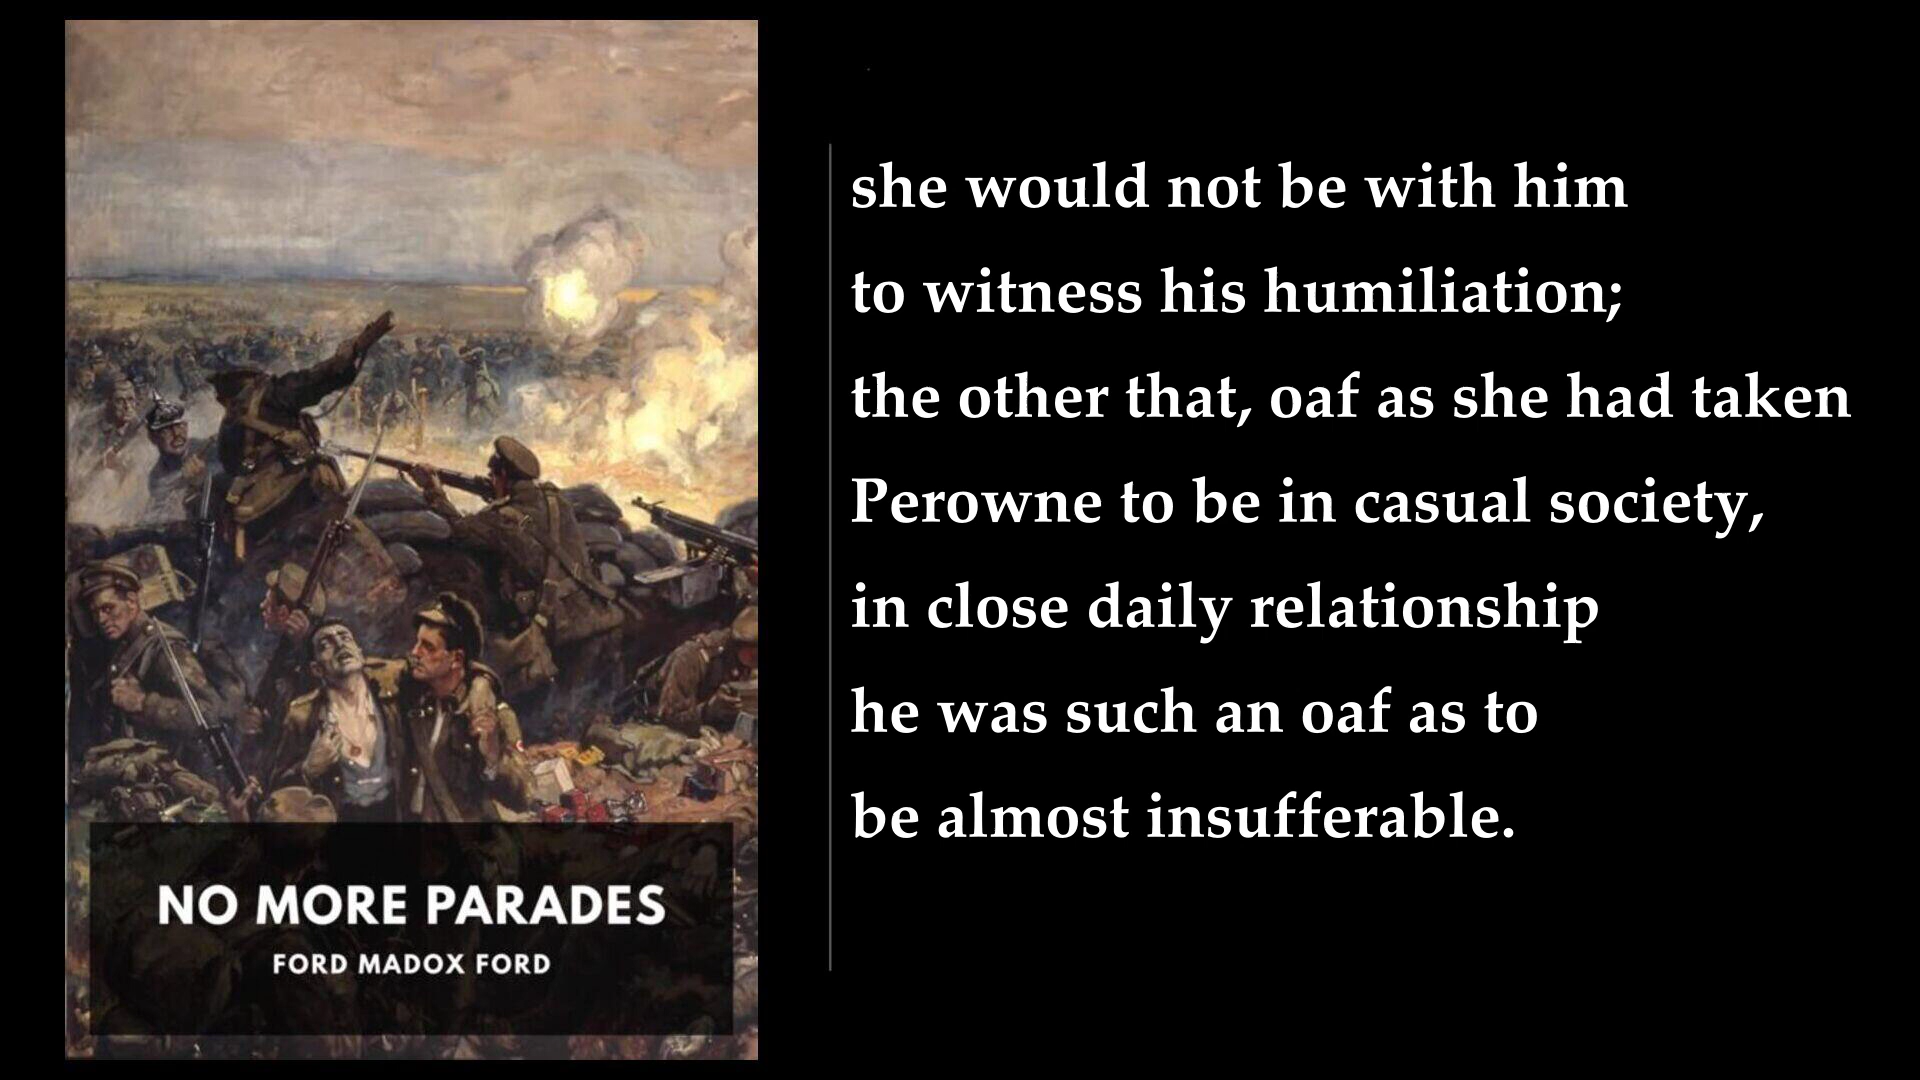 NO MORE PARADES
FORD MADOX FORD
she would not be with him
to witness his humiliation;
the other that, oaf as she had taken
Perowne to be in casual society,
in close daily relationship
he was such an oaf as to
be almost insufferable.